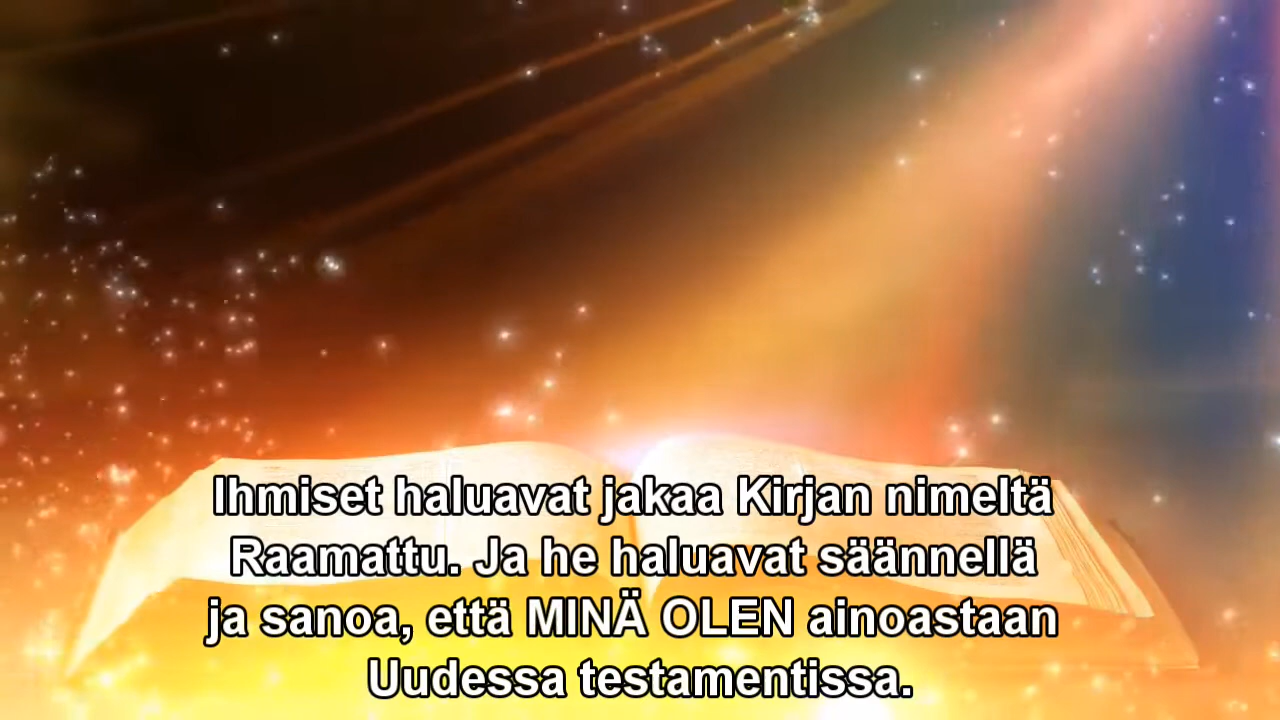 Ihmiset haluavat jakaa Kirjan nimeltä
Raamattu. Ja he haluavat säännellä
ja sanoa, että MINÄ OLEN ainoastaan
Uudessa testamentissa.